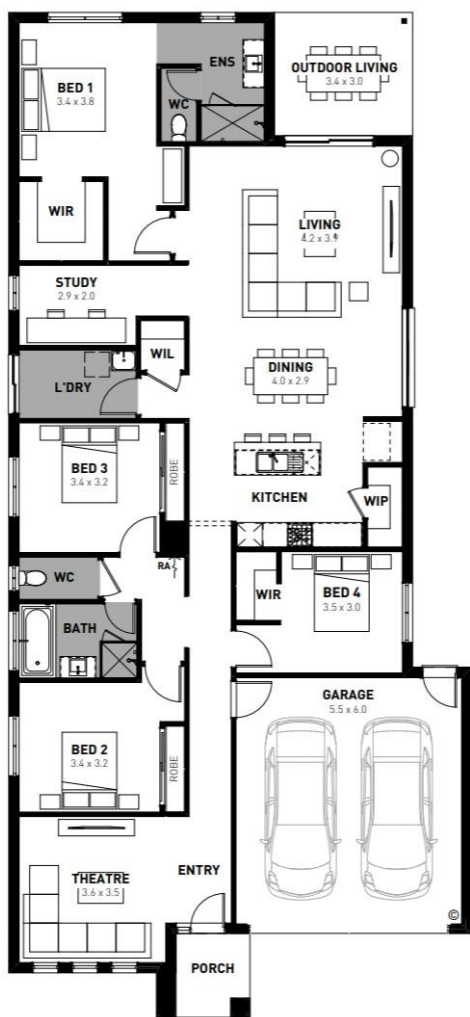 BED 1
3.4 x 3.8
ENS
WC
OUTDOOR LIVING
3.4 x 3.0
WIR
LIVING
4.2 x 3.9
STUDY
2.9 x 2.0
WIL
L'DRY
DINING
4.0 x 2.9
BED 3
3.4 x 3.2
ROBE
KITCHEN
WIP
WC
RA
WIR
BED 4
3.5 x 3.0
BATH
GARAGE
5.5 x 6.0
BED 2
3.4 x 3.2
ROBE
THEATRE
3.6 x 3.5
ENTRY
©
PORCH